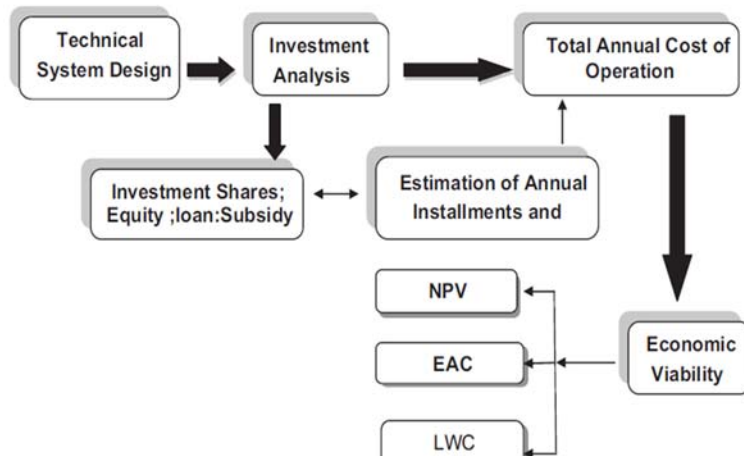 Technical
System Design
Investment
Analysis
Total Annual Cost of
Operation
Investment Shares;
Equity ;loan:Subsidy
Estimation of Annual
Installments and
NPV
EAC
LWC
Economic
Viability